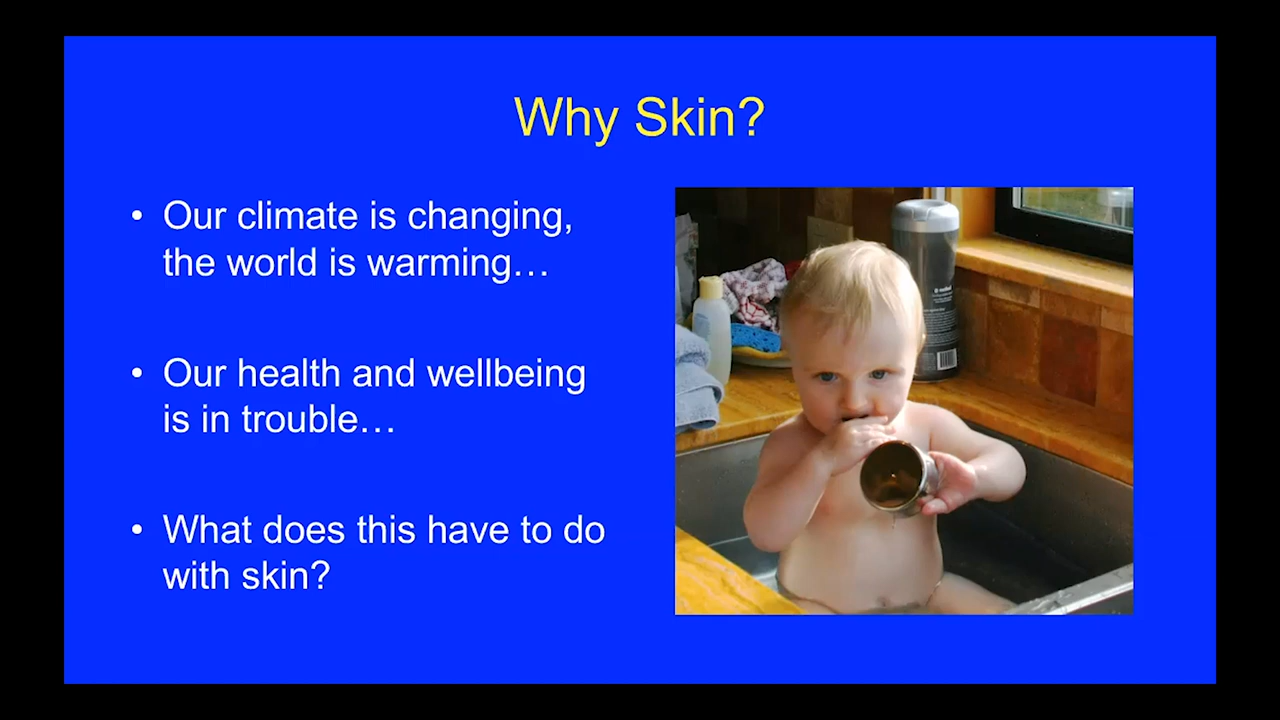 Why Skin?
• Our climate is changing,
the world is warming…
• Our health and wellbeing
is in trouble…
• What does this have to do
with skin?